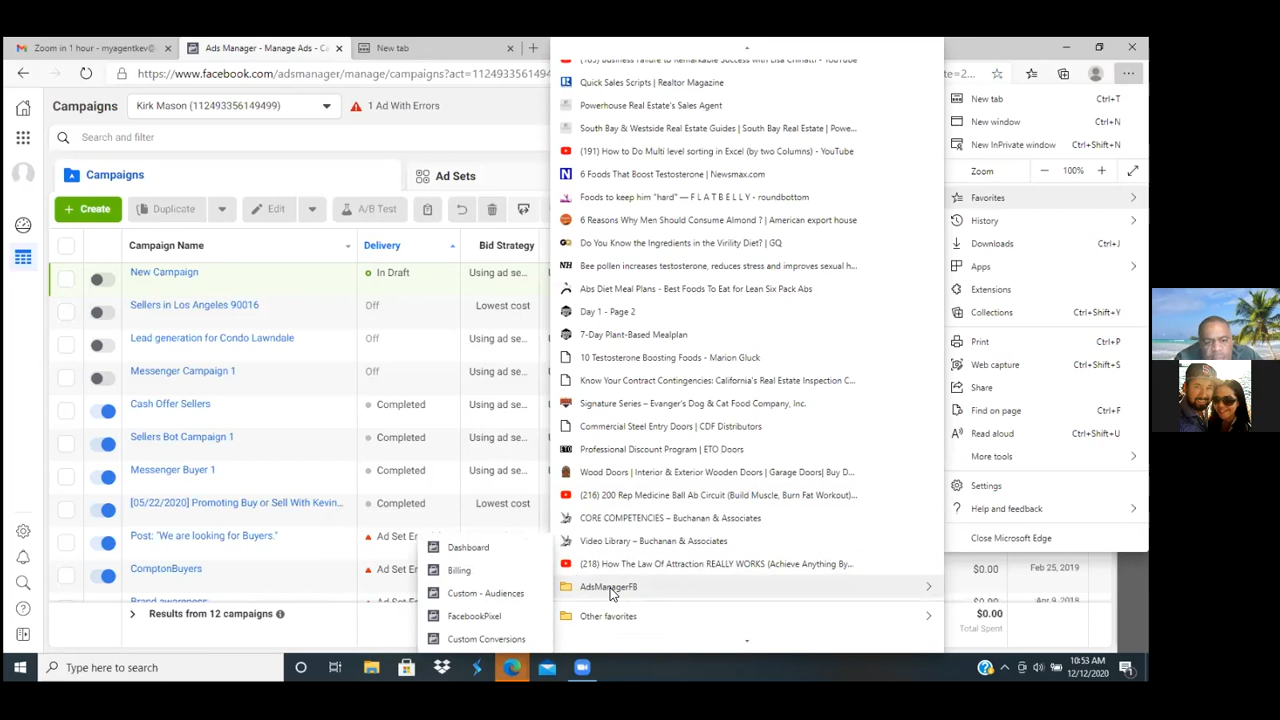 Zoom in 1 hour - myagentkev@
Ads Manager - Manage Ads - Ca
New tab
https://www.facebook.com/adsmanager/manage/campaigns?act=1124933561494
te=2...
Campaigns
Kirk Mason (112493356149499)
1 Ad With Errors
Search and filter
Campaigns
Ad Sets
Create
Duplicate
Edit
A/B Test
Campaign Name
Delivery
Bid Strategy
New Campaign
In Draft
Using ad se...
Sellers in Los Angeles 90016
Off
Lowest cost
Lead generation for Condo Lawndale
Off
Using ad se...
Messenger Campaign 1
Off
Using ad se...
Cash Offer Sellers
Completed
Using ad se...
Sellers Bot Campaign 1
Completed
Using ad se...
Messenger Buyer 1
Completed
Using ad se...
[05/22/2020] Promoting Buy or Sell With Kevin...
Completed
Lowest cost
Post: "We are looking for Buyers."
Ad Set Er
ComptonBuyers
Ad Set Er
Brand awareness
Results from 12 campaigns
Dashboard
Billing
Custom - Audiences
FacebookPixel
Custom Conversions
Business Failure to Remarkable Success with Lisa Chinatti - YouTube
Quick Sales Scripts | Realtor Magazine
Powerhouse Real Estate's Sales Agent
South Bay & Westside Real Estate Guides | South Bay Real Estate | Powe...
(191) How to Do Multi level sorting in Excel (by two Columns) - YouTube
6 Foods That Boost Testosterone | Newsmax.com
Foods to keep him "hard" — F L A T B E L L Y - roundbottom
6 Reasons Why Men Should Consume Almond ? | American export house
Do You Know the Ingredients in the Virility Diet? | GQ
Bee pollen increases testosterone, reduces stress and improves sexual h...
Abs Diet Meal Plans - Best Foods To Eat for Lean Six Pack Abs
Day 1 - Page 2
7-Day Plant-Based Mealplan
10 Testosterone Boosting Foods - Marion Gluck
Know Your Contract Contingencies: California's Real Estate Inspection C...
Signature Series – Evanger's Dog & Cat Food Company, Inc.
Commercial Steel Entry Doors | CDF Distributors
Professional Discount Program | ETO Doors
Wood Doors | Interior & Exterior Wooden Doors | Garage Doors| Buy D...
(216) 200 Rep Medicine Ball Ab Circuit (Build Muscle, Burn Fat Workout)...
CORE COMPETENCIES – Buchanan & Associates
Video Library – Buchanan & Associates
(218) How The Law Of Attraction REALLY WORKS (Achieve Anything By...
AdsManagerFB
Other favorites
New tab Ctrl+T
New window Ctrl+N
New InPrivate window Ctrl+Shift+N
Zoom 100%
Favorites
History
Downloads Ctrl+J
Apps
Extensions
Collections Ctrl+Shift+Y
Print Ctrl+P
Web capture Ctrl+Shift+S
Share
Find on page Ctrl+F
Read aloud Ctrl+Shift+U
More tools
Settings
Help and feedback
Close Microsoft Edge
$0.00 Feb 25, 2019
$0.00 Apr 9, 2018
$0.00
Total Spent
Type here to search
10:53 AM
12/12/2020